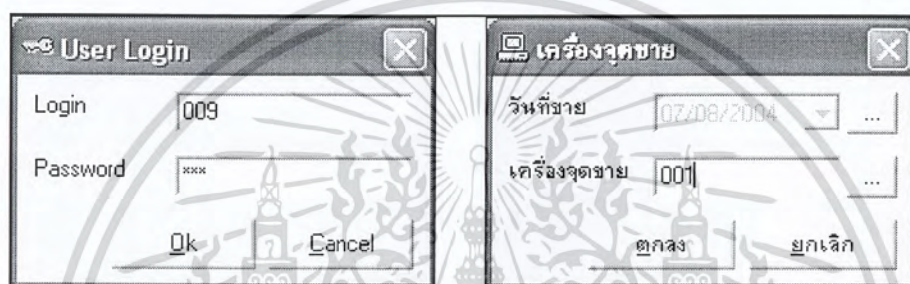 User Login
Login 009
Password xxx
Ok Cancel
เครื่องจุดขาย
วันที่ขาย 07/08/2004 ...
เครื่องจุดขาย 001 ...
ตกลง ยกเลิก